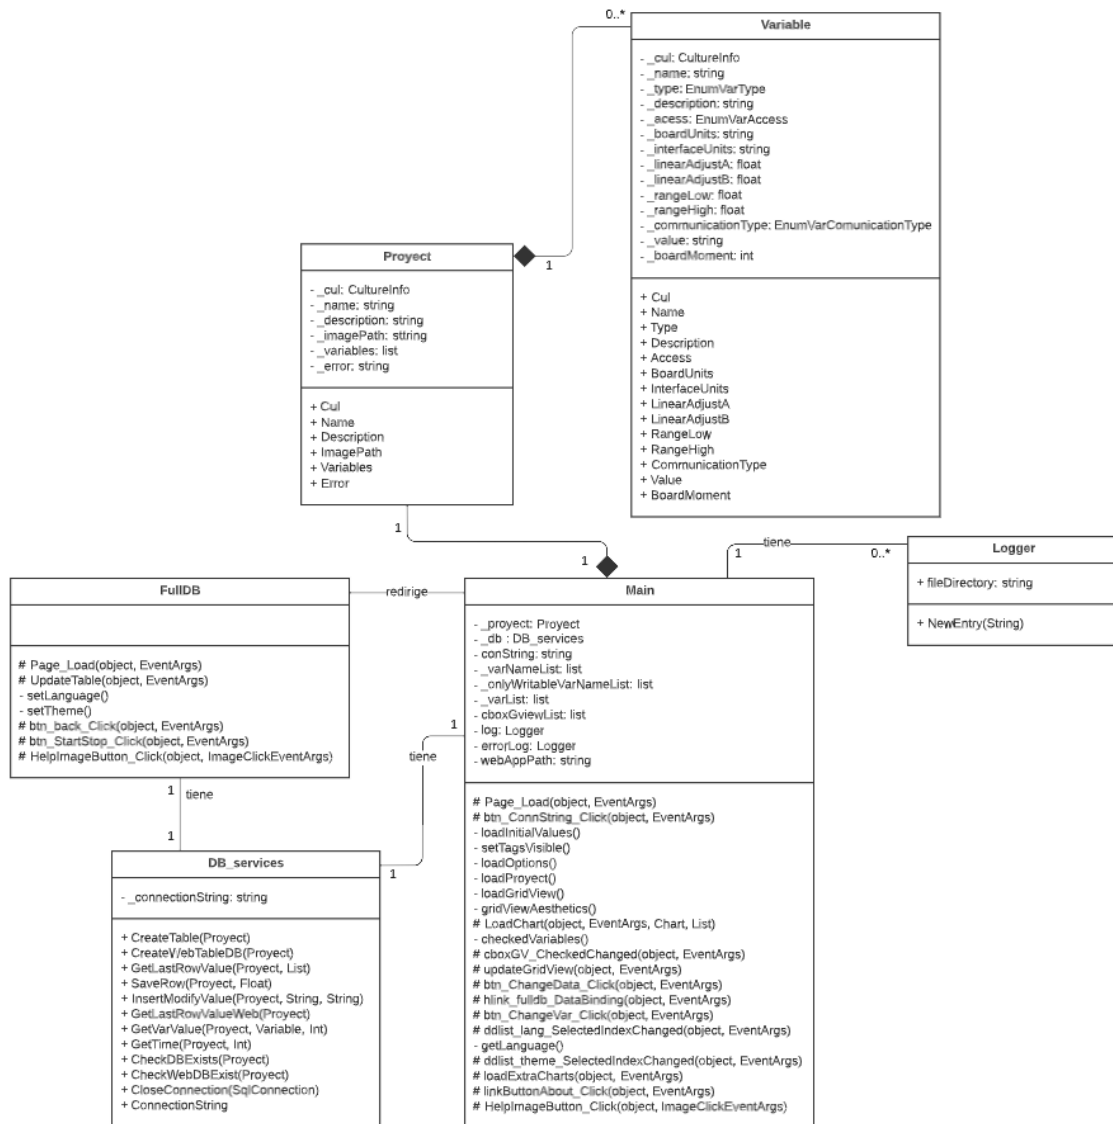 0..*
Variable
- _cul: CultureInfo
- _name: string
- _type: EnumVarType
- _description: string
- _acess: EnumVarAccess
- _boardUnits: string
- _interfaceUnits: string
- _linearAdjustA: float
- _linearAdjustB: float
- _rangeLow: float
- _rangeHigh: float
- _communicationType: EnumVarComunicationType
- _value: string
- _boardMoment: int
+ Cul
+ Name
+ Type
+ Description
+ Access
+ BoardUnits
+ InterfaceUnits
+ LinearAdjustA
+ LinearAdjustB
+ RangeLow
+ RangeHigh
+ CommunicationType
+ Value
+ BoardMoment
1
Proyect
- _cul: CultureInfo
- _name: string
- _description: string
- _imagePath: sttring
- _variables: list
- _error: string
+ Cul
+ Name
+ Description
+ ImagePath
+ Variables
+ Error
1
1
1
tiene
0..*
Logger
+ fileDirectory: string
+ NewEntry(String)
FullDB
# Page_Load(object, EventArgs)
# UpdateTable(object, EventArgs)
- setLanguage()
- setTheme()
# btn_back_Click(object, EventArgs)
# btn_StartStop_Click(object, EventArgs)
# HelpImageButton_Click(object, ImageClickEventArgs)
redirige
Main
- _proyect: Proyect
- _db : DB_services
- conString: string
- _varNameList: list
- _onlyWritableVarNameList: list
- _varList: list
- cboxGviewList: list
- log: Logger
- errorLog: Logger
- webAppPath: string
# Page_Load(object, EventArgs)
# btn_ConnString_Click(object, EventArgs)
- loadInitialValues()
- setTagsVisible()
- loadOptions()
- loadProyect()
- loadGridView()
- gridViewAesthetics()
# LoadChart(object, EventArgs, Chart, List)
- checkedVariables()
# cboxGV_CheckedChanged(object, EventArgs)
# updateGridView(object, EventArgs)
# btn_ChangeData_Click(object, EventArgs)
# hlink_fulldb_DataBinding(object, EventArgs)
# btn_ChangeVar_Click(object, EventArgs)
# ddlist_lang_SelectedIndexChanged(object, EventArgs)
- getLanguage()
# ddlist_theme_SelectedIndexChanged(object, EventArgs)
# loadExtraCharts(object, EventArgs)
# linkButtonAbout_Click(object, EventArgs)
# HelpImageButton_Click(object, ImageClickEventArgs)
1
tiene
1
1
tiene
1
DB_services
- _connectionString: string
+ CreateTable(Proyect)
+ CreateWebTableDB(Proyect)
+ GetLastRowValue(Proyect, List)
+ SaveRow(Proyect, Float)
+ InsertModifyValue(Proyect, String, String)
+ GetLastRowValueWeb(Proyect)
+ GetVarValue(Proyect, Variable, Int)
+ GetTime(Proyect, Int)
+ CheckDBExists(Proyect)
+ CheckWebDBExist(Proyect)
+ CloseConnection(SqlConnection)
+ ConnectionString